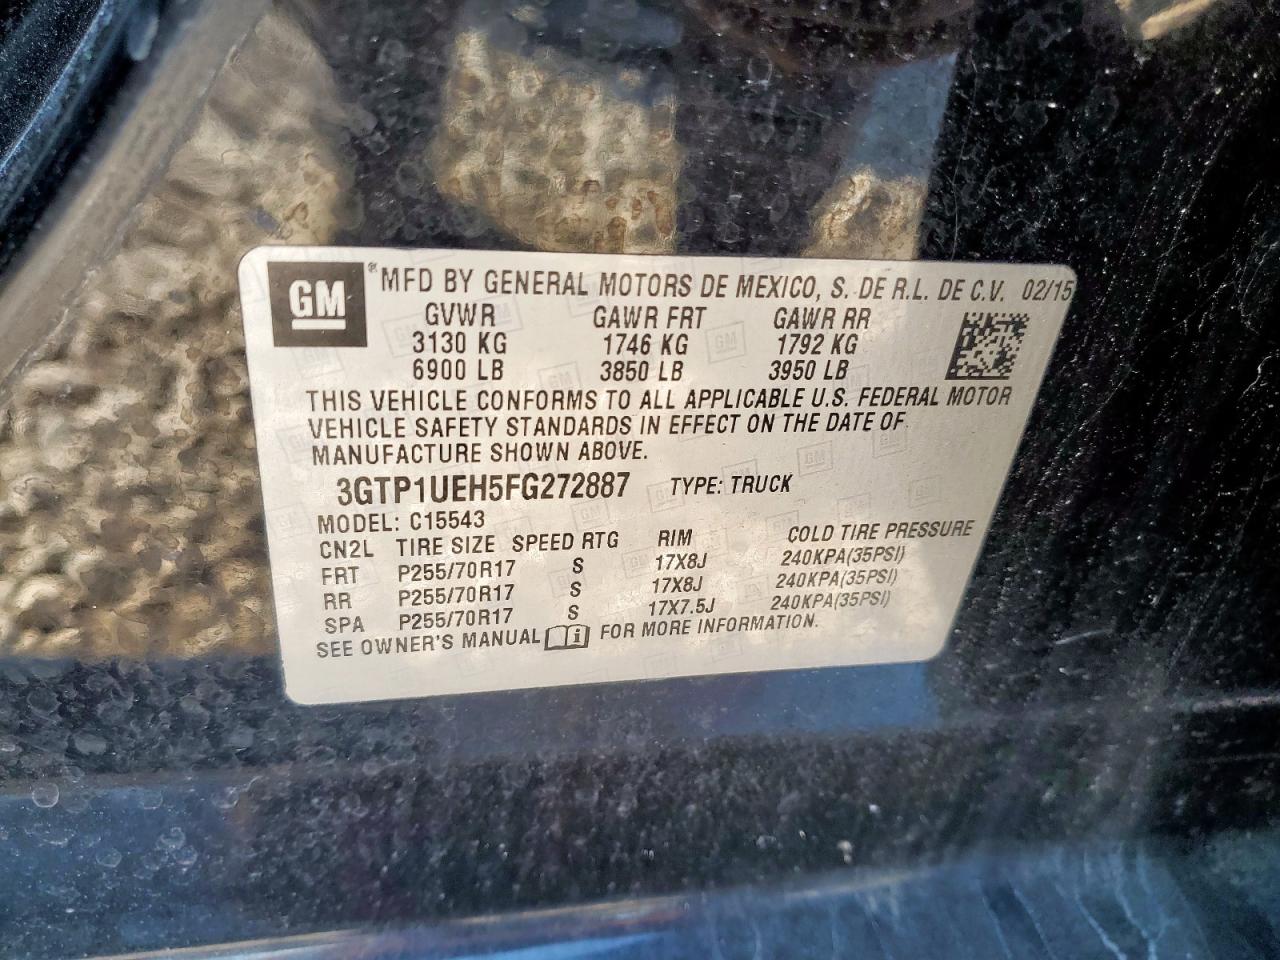 GM ® MFD BY GENERAL MOTORS DE MEXICO, S. DE R.L. DE C.V. 02/15
GVWR GAWR FRT GAWR RR
3130 KG 1746 KG 1792 KG
6900 LB 3850 LB 3950 LB
THIS VEHICLE CONFORMS TO ALL APPLICABLE U.S. FEDERAL MOTOR
VEHICLE SAFETY STANDARDS IN EFFECT ON THE DATE OF
MANUFACTURE SHOWN ABOVE.
3GTP1UEH5FG272887 TYPE: TRUCK
MODEL: C15543
CN2L TIRE SIZE SPEED RTG RIM COLD TIRE PRESSURE
FRT P255/70R17 S 17X8J 240KPA(35PSI)
RR P255/70R17 S 17X8J 240KPA(35PSI)
SPA P255/70R17 S 17X7.5J 240KPA(35PSI)
SEE OWNER'S MANUAL i FOR MORE INFORMATION.